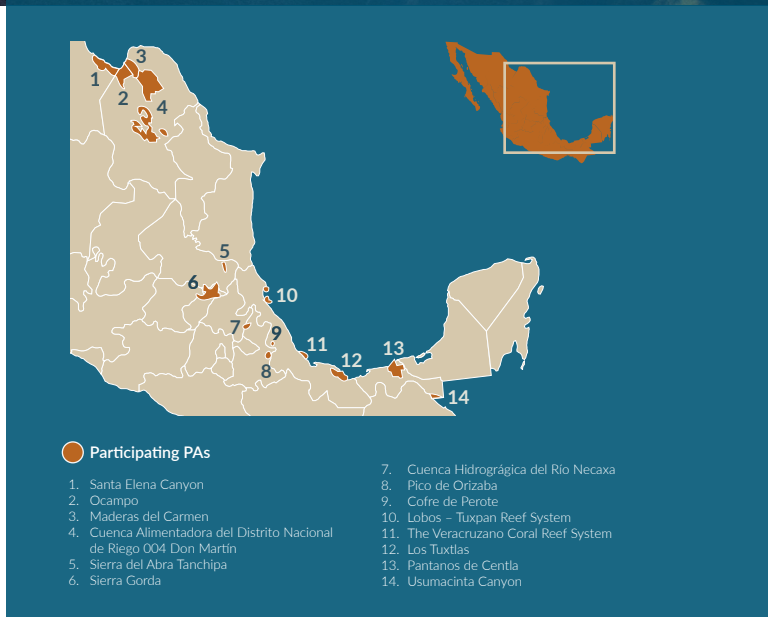 3
1
2
4
5
6
10
7
9
11
12
13
8
14
Participating PAs
1. Santa Elena Canyon
2. Ocampo
3. Maderas del Carmen
4. Cuenca Alimentadora del Distrito Nacional
de Riego 004 Don Martín
5. Sierra del Abra Tanchipa
6. Sierra Gorda
7. Cuenca Hidrográgica del Río Necaxa
8. Pico de Orizaba
9. Cofre de Perote
10. Lobos – Tuxpan Reef System
11. The Veracruzano Coral Reef System
12. Los Tuxtlas
13. Pantanos de Centla
14. Usumacinta Canyon